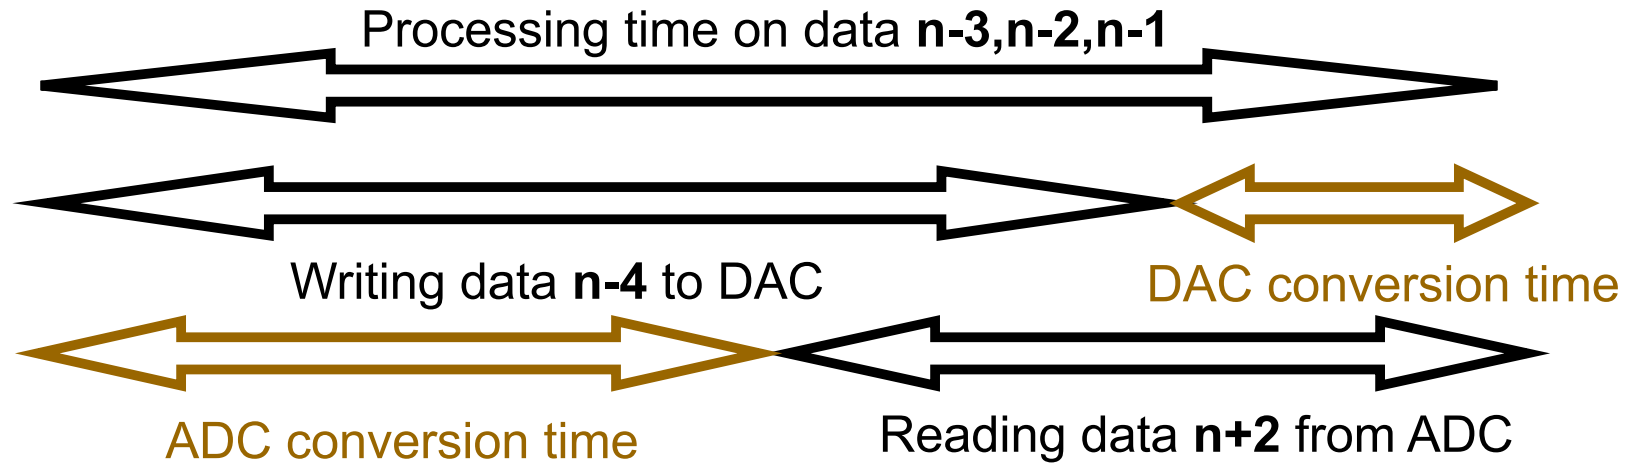 Processing time on data n-3,n-2,n-1
Writing data n-4 to DAC
DAC conversion time
ADC conversion time
Reading data n+2 from ADC